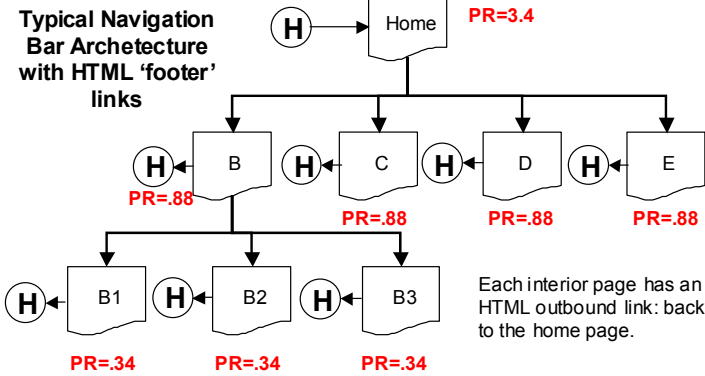 Typical Navigation
Bar Archetecture
with HTML 'footer'
links
H
Home
PR=3.4
H
B
H
C
H
D
H
E
PR=.88
PR=.88
PR=.88
PR=.88
H
B1
H
B2
H
B3
Each interior page has an
HTML outbound link: back
to the home page.
PR=.34
PR=.34
PR=.34